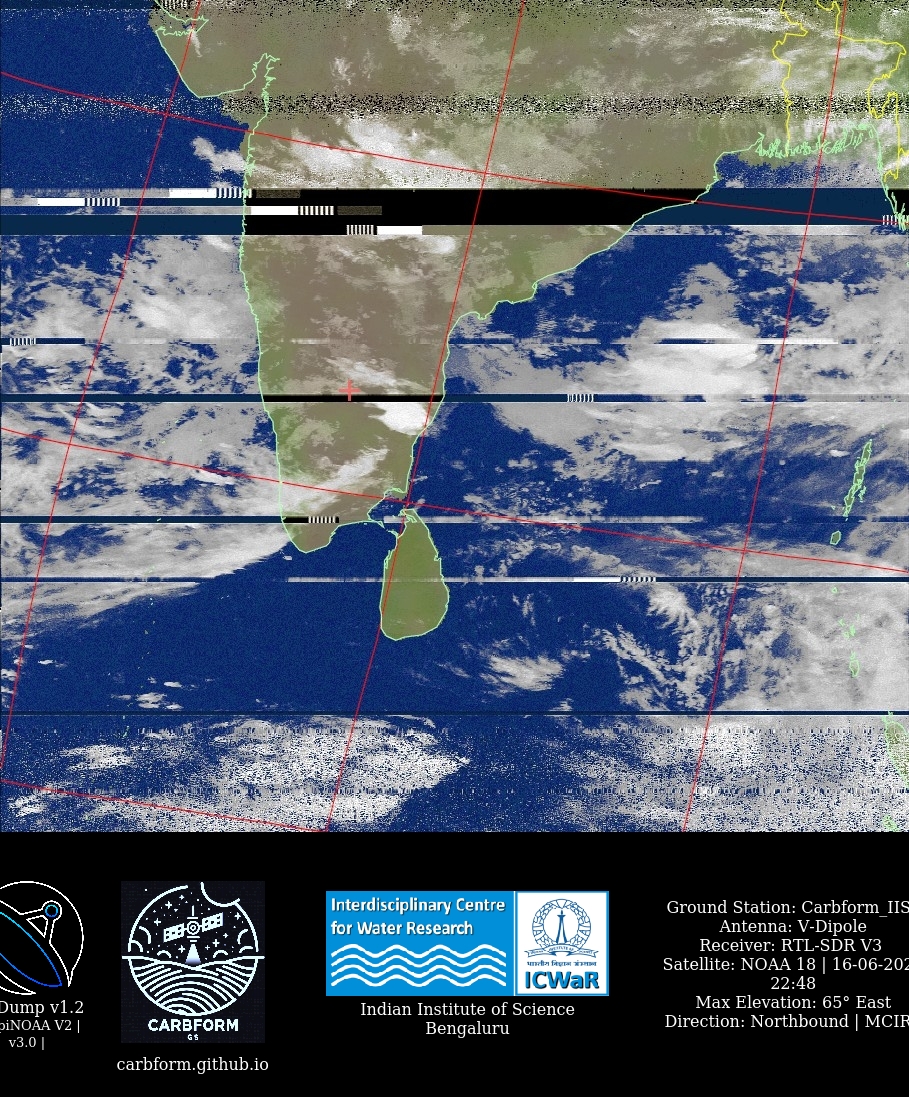 Dump v1.2
piNOAA V2 |
v3.0 |
CARBFORM
GS
carbform.github.io
Interdisciplinary Centre
for Water Research
ICWaR
Indian Institute of Science
Bengaluru
Ground Station: Carbform_IIS
Antenna: V-Dipole
Receiver: RTL-SDR V3
Satellite: NOAA 18 | 16-06-202
22:48
Max Elevation: 65° East
Direction: Northbound | MCIR